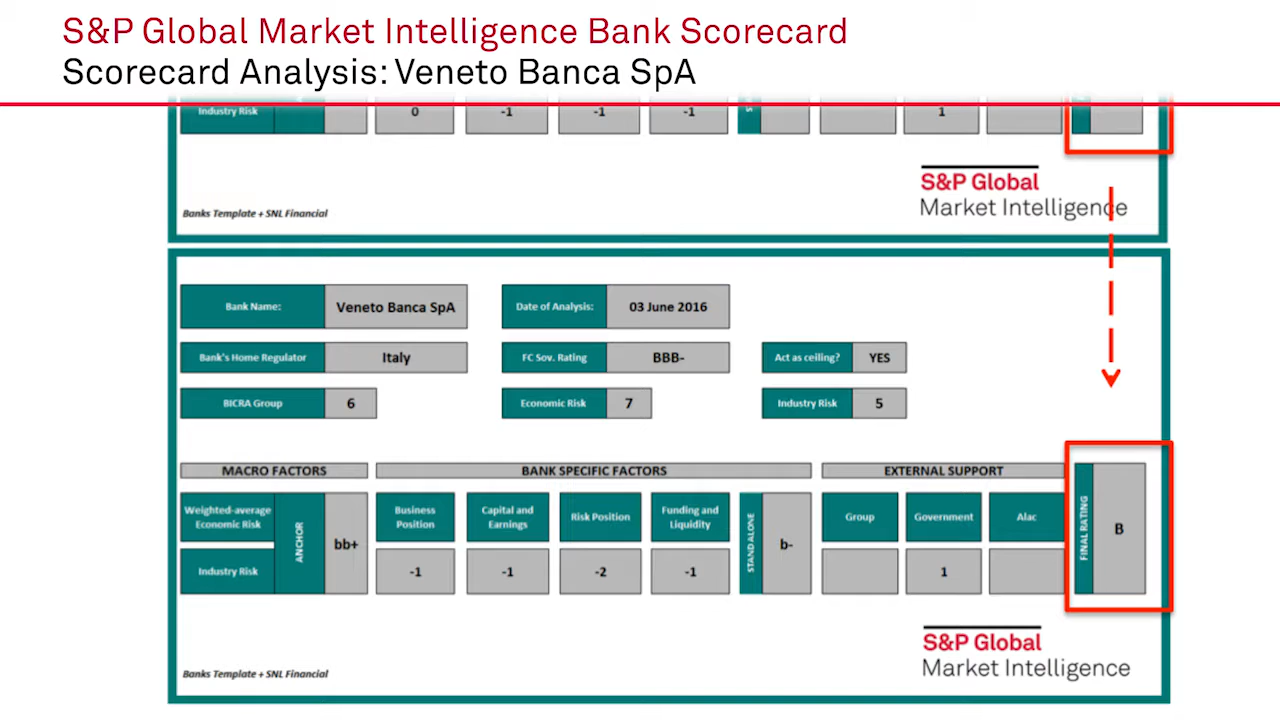 S&P Global Market Intelligence Bank Scorecard
Scorecard Analysis: Veneto Banca SpA
Industry Risk 0 -1 -1 -1 1
S&P Global
Market Intelligence
Banks Template + SNL Financial
Bank Name: Veneto Banca SpA Date of Analysis: 03 June 2016
Bank's Home Regulator Italy FC Sov. Rating BBB- Act as ceiling? YES
BICRA Group 6 Economic Risk 7 Industry Risk 5
MACRO FACTORS BANK SPECIFIC FACTORS EXTERNAL SUPPORT
Weighted-average Economic Risk ANCHOR bb+ Business Position Capital and Earnings Risk Position Funding and Liquidity STAND ALONE b- Group Government Alac FINAL RATING B
Industry Risk -1 -1 -2 -1 1
S&P Global
Market Intelligence
Banks Template + SNL Financial